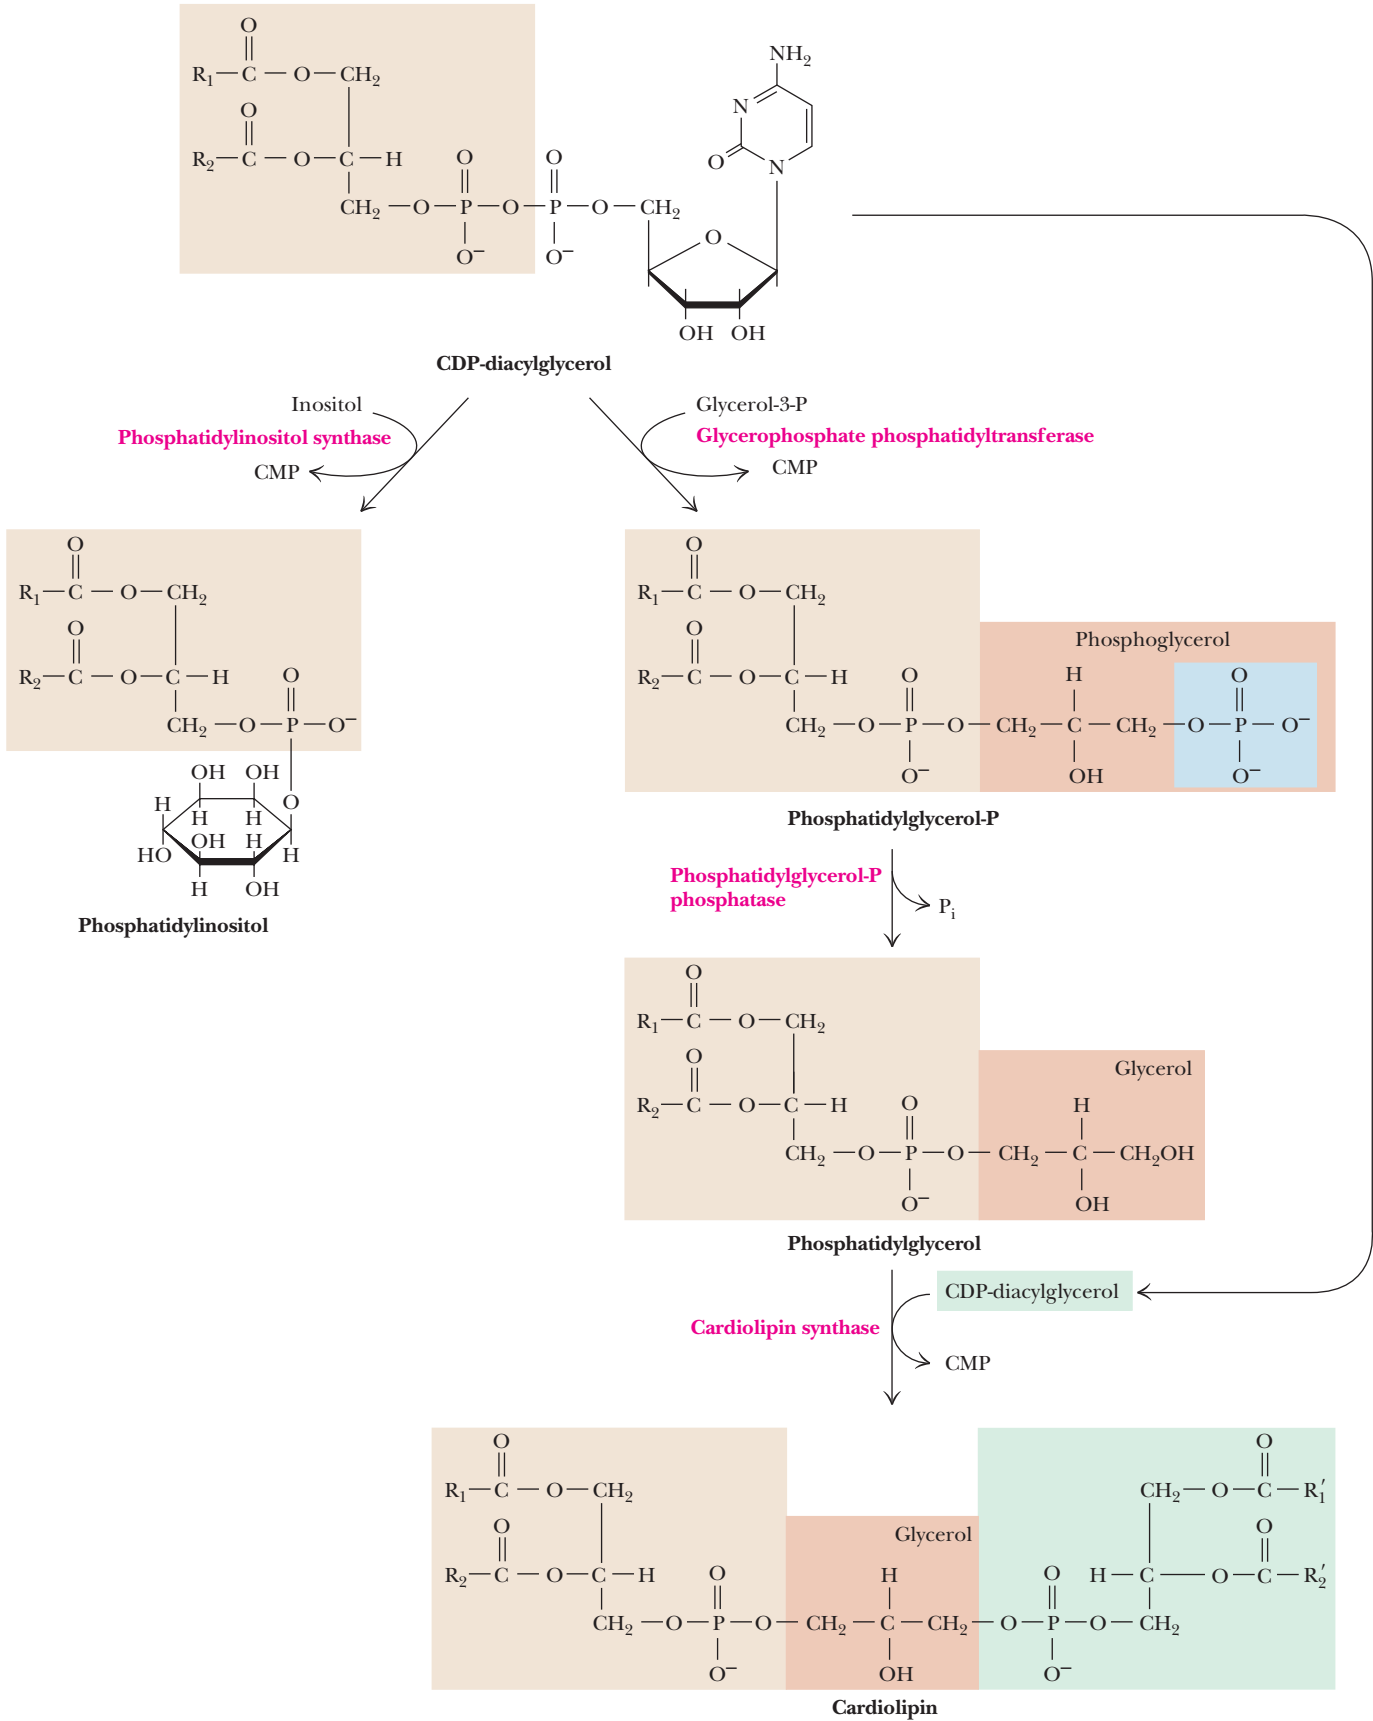 O
R1—C—O—CH2
O
R2—C—O—C—H
O O
CH2—O—P—O—P—O—CH2
O− O−
NH2
N
O N
O
OH OH
CDP-diacylglycerol
Inositol
Phosphatidylinositol synthase
CMP
Glycerol-3-P
Glycerophosphate phosphatidyltransferase
CMP
O
R1—C—O—CH2
O
R2—C—O—C—H
O
CH2—O—P—O−
OH OH
H O
H H
OH H
HO H
H OH
Phosphatidylinositol
O
R1—C—O—CH2
O
Phosphoglycerol
R2—C—O—C—H
O H O
CH2—O—P—O—CH2—C—CH2—O—P—O−
O− OH O−
Phosphatidylglycerol-P
Phosphatidylglycerol-P
phosphatase
Pi
O
R1—C—O—CH2
O
Glycerol
R2—C—O—C—H
O H
CH2—O—P—O—CH2—C—CH2OH
O− OH
Phosphatidylglycerol
CDP-diacylglycerol
Cardiolipin synthase
CMP
O O
R1—C—O—CH2 CH2—O—C—R1′
O O
Glycerol
R2—C—O—C—H H—C—O—C—R2′
O H O
CH2—O—P—O—CH2—C—CH2—O—P—O—CH2
O− OH O−
Cardiolipin